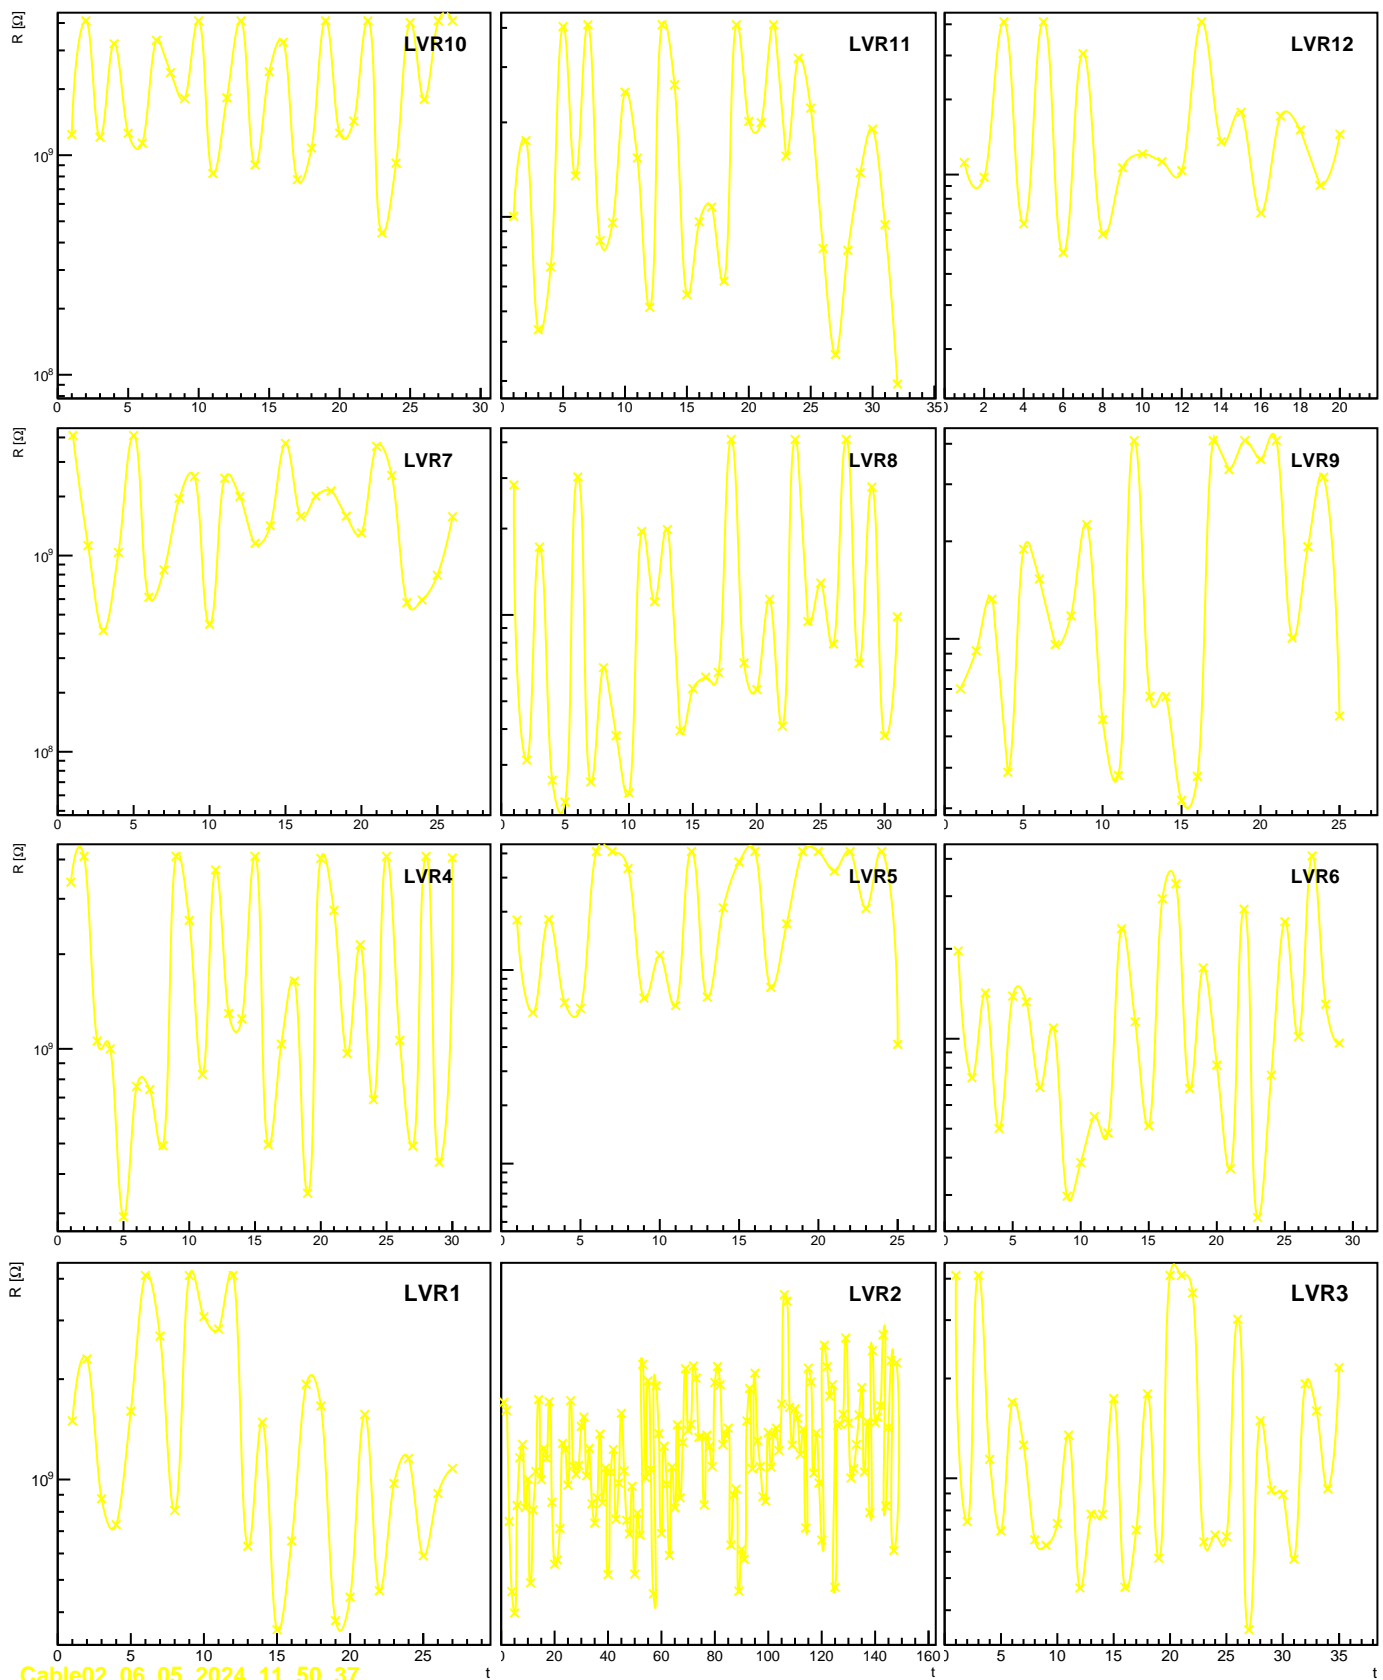 R [Ω]
LVR10
LVR11
LVR12
10⁹
10⁸
0 5 10 15 20 25 30
5 10 15 20 25 30 35
2 4 6 8 10 12 14 16 18 20
R [Ω]
LVR7
LVR8
LVR9
10⁹
10⁸
0 5 10 15 20 25
5 10 15 20 25 30
5 10 15 20 25
R [Ω]
LVR4
LVR5
LVR6
10⁹
0 5 10 15 20 25 30
5 10 15 20 25
5 10 15 20 25 30
R [Ω]
LVR1
LVR2
LVR3
10⁹
0 5 10 15 20 25
20 40 60 80 100 120 140 160
5 10 15 20 25 30 35
t
t
t
Cable02_06_05_2024_11_50_37